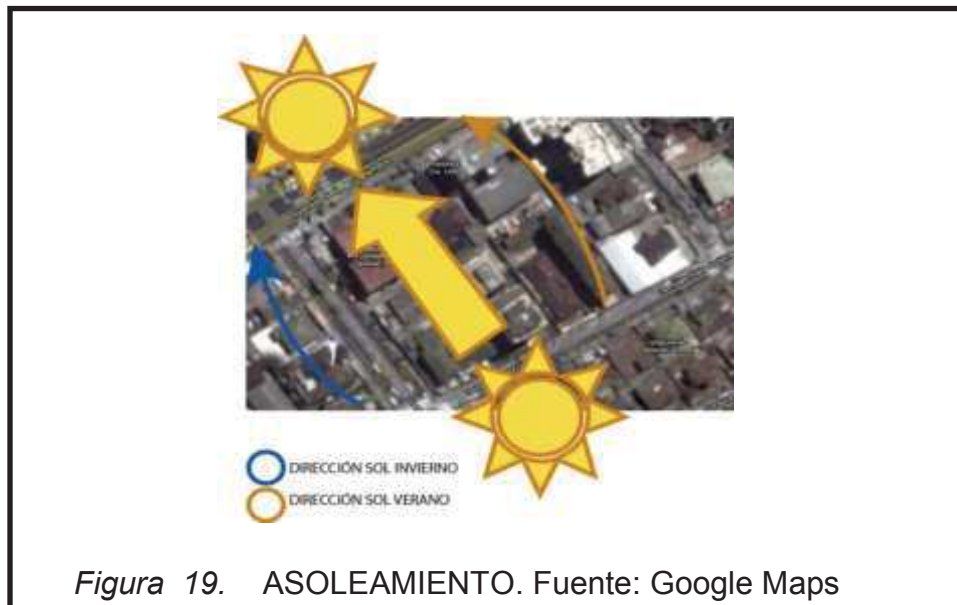 DIRECCIÓN SOL INVIERNO
DIRECCIÓN SOL VERANO
Figura 19. ASOLEAMIENTO. Fuente: Google Maps